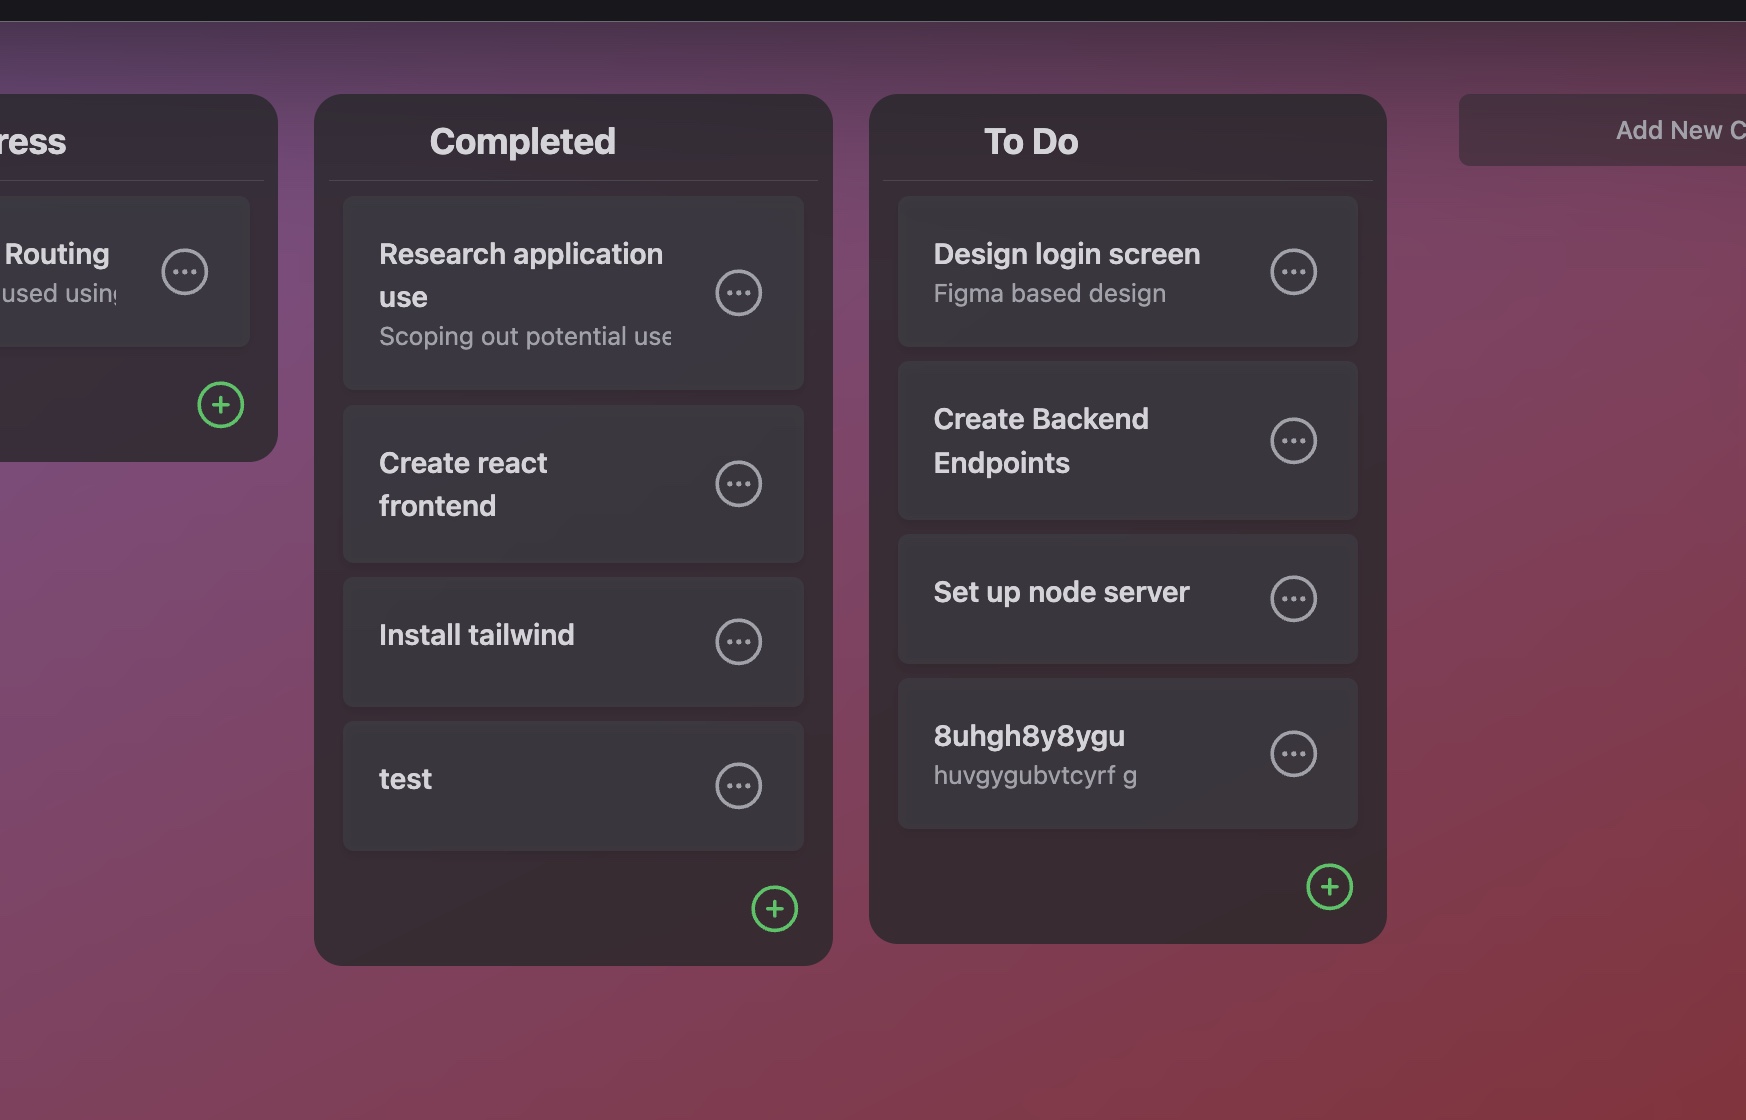 ress
Routing
used using
Completed
Research application
use
Scoping out potential use
Create react
frontend
Install tailwind
test
To Do
Design login screen
Figma based design
Create Backend
Endpoints
Set up node server
8uhgh8y8ygu
huvgygubvtcyrf g
Add New C